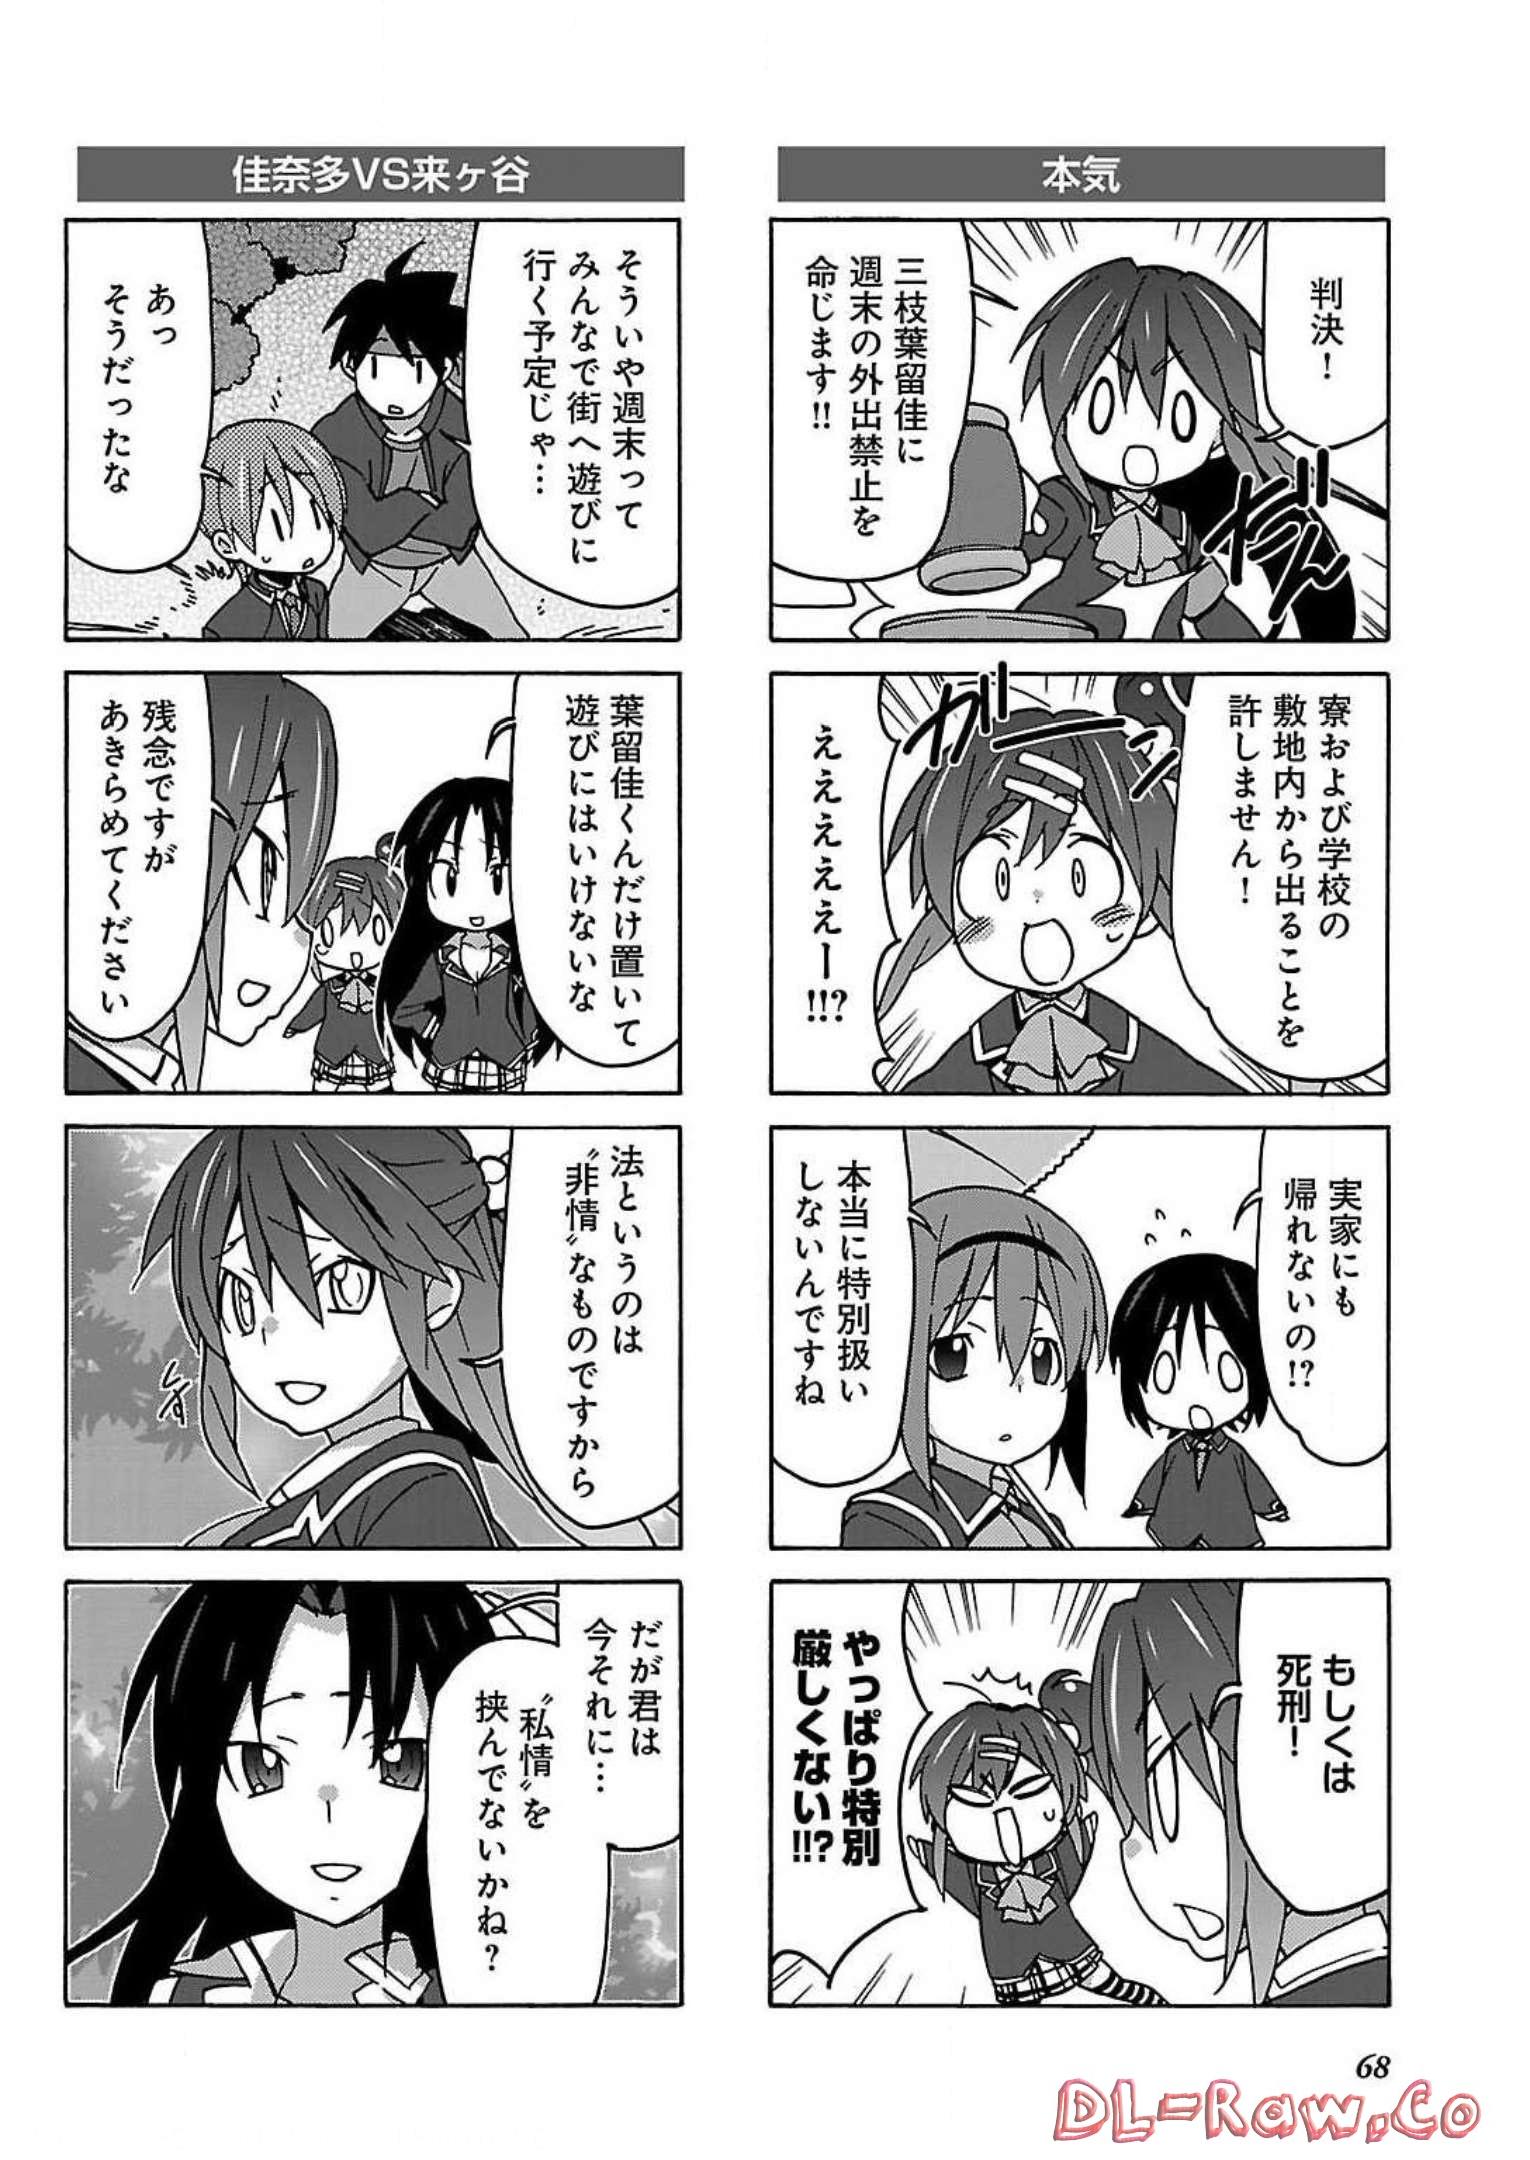 本気
判決！
三枝葉留佳に
週末の外出禁止を
命じます!!
だんっ
寮および学校の
敷地内から出ることを
許しません！
ガーン
えええええええー!!!?
実家にも
帰れないの!?
本当に特別扱い
しないんですね
もしくは
死刑！
やっぱり特別
厳しくない!!!?
佳奈多VS来ヶ谷
そういや週末って
みんなで街へ遊びに
行く予定じゃ…
あっ
そうだったな
葉留佳くんだけ置いて
遊びにはいけないな
残念ですが
あきらめてください
法というのは
〝非情〟なものですから
だが君は
今それに…
〝私情〟を
挟んでないかね？
68
DL-Raw.Co